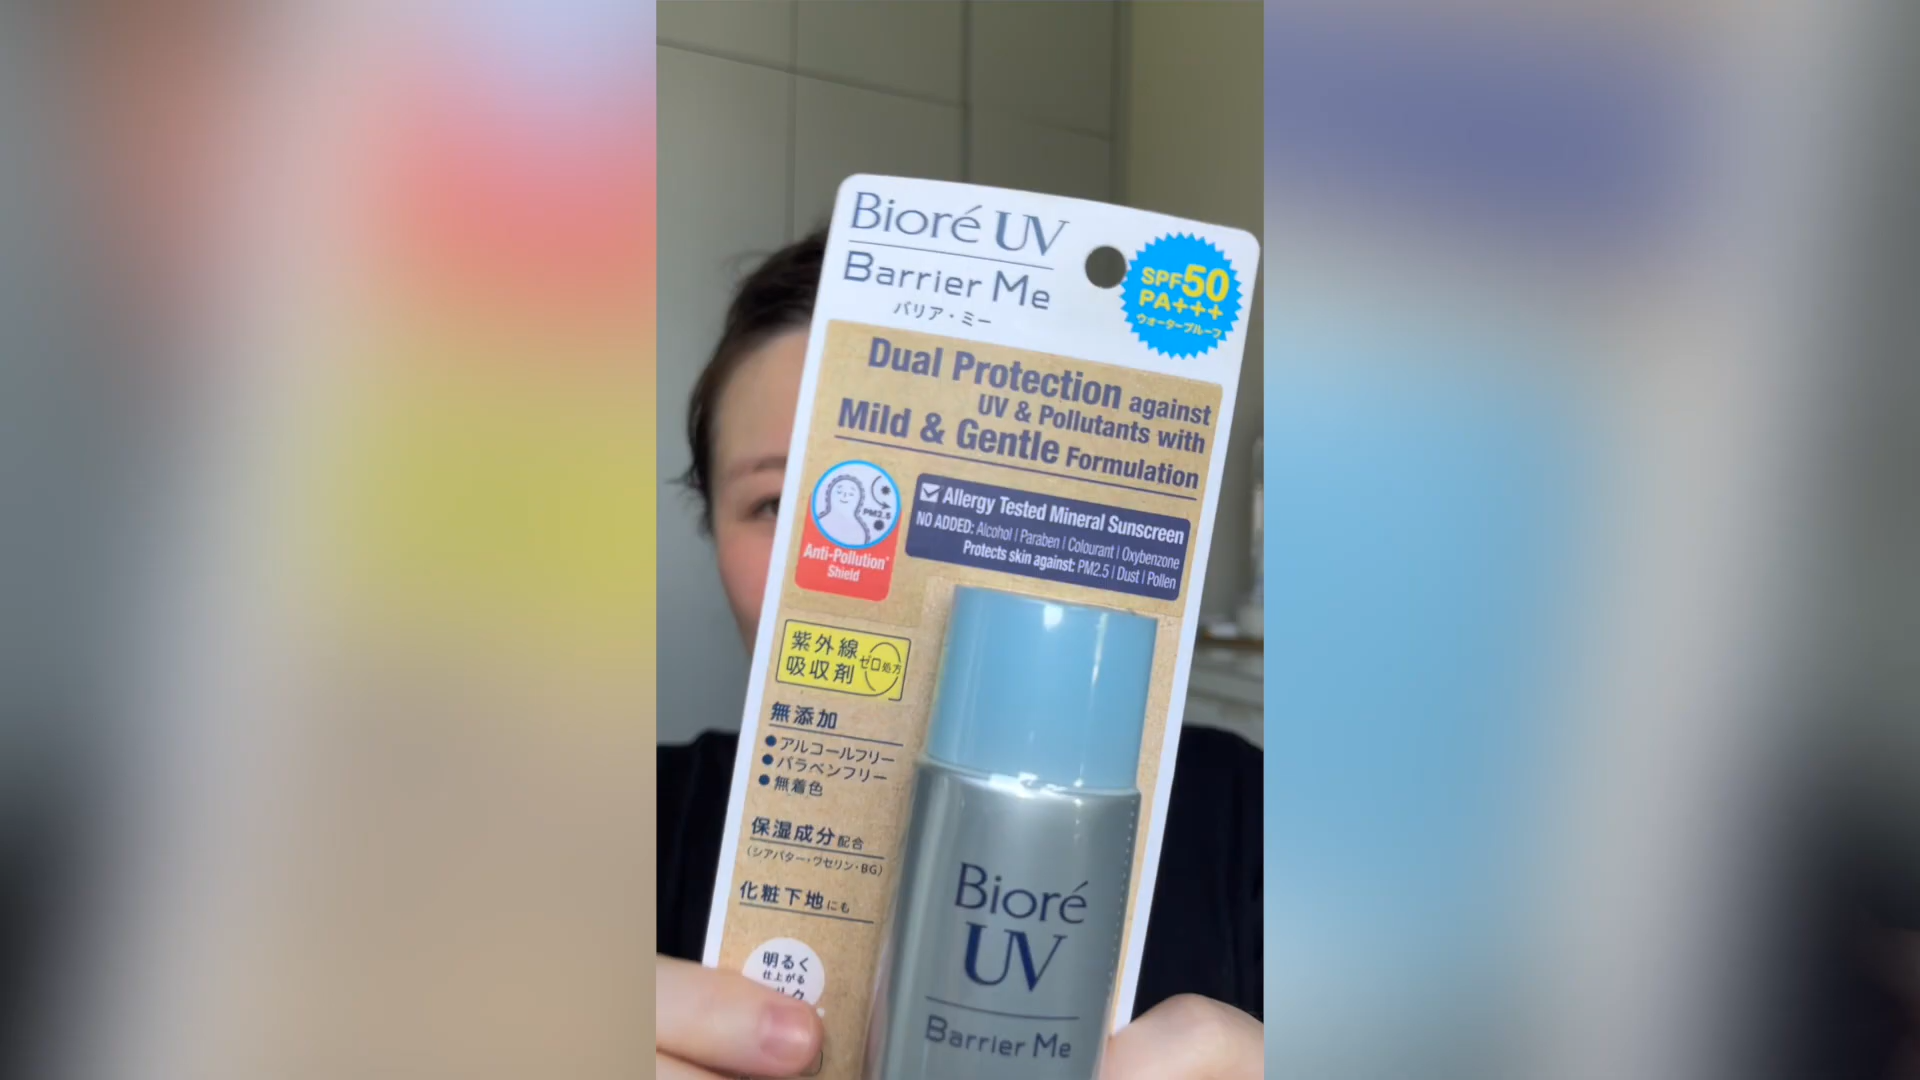 Bioré UV
Barrier Me
バリア・ミー
SPF50
PA+++
ウォータープルーフ
Dual Protection against
UV & Pollutants with
Mild & Gentle Formulation
PM2.5
Anti-Pollution*
Shield
Allergy Tested Mineral Sunscreen
NO ADDED: Alcohol | Paraben | Colourant | Oxybenzone
Protects skin against: PM2.5 | Dust | Pollen
紫外線
吸収剤
ゼロ処方
無添加
●アルコールフリー
●パラベンフリー
●無着色
保湿成分配合
(シアバター・ワセリン・BG)
化粧下地にも
明るく
仕上がる
Bioré
UV
Barrier Me